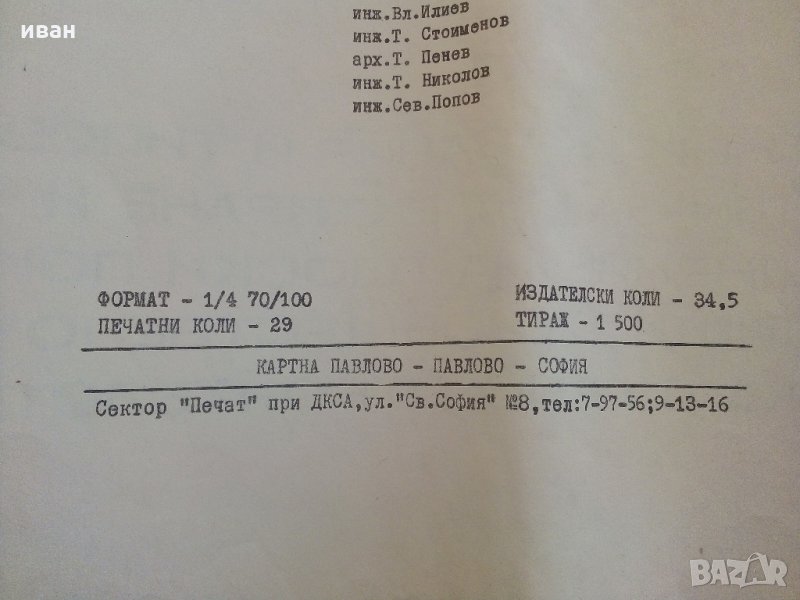 иван
инж.Вл.Илиев
инж.Т. Стоименов
арх.Т. Пенев
инж.Т. Николов
инж.Сев.Попов
ФОРМАТ - 1/4 70/100
ИЗДАТЕЛСКИ КОЛИ - 34,5
ПЕЧАТНИ КОЛИ - 29
ТИРАЖ - 1 500
КАРТНА ПАВЛОВО - ПАВЛОВО - СОФИЯ
Сектор "Печат" при ДКСА,ул."Св.София" №8,тел:7-97-56;9-13-16
BAZAR